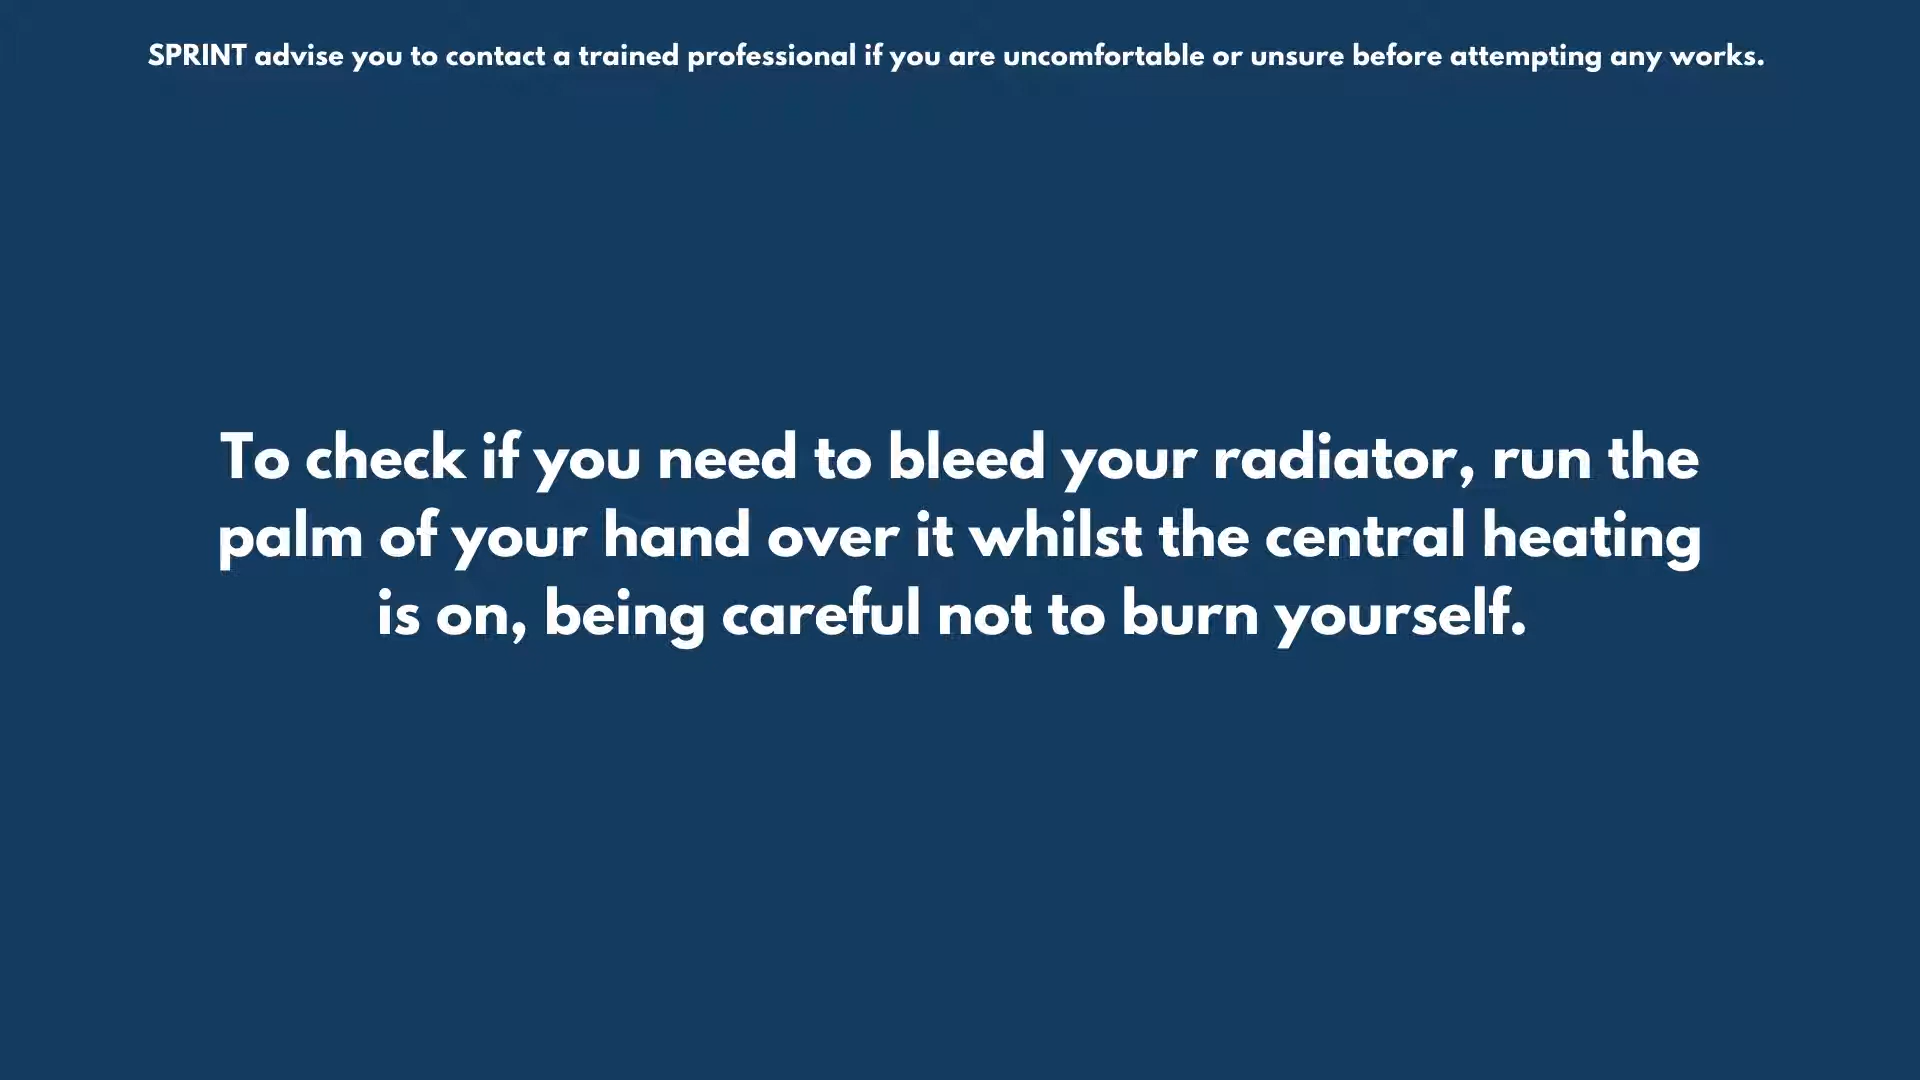 SPRINT advise you to contact a trained professional if you are uncomfortable or unsure before attempting any works.
To check if you need to bleed your radiator, run the
palm of your hand over it whilst the central heating
is on, being careful not to burn yourself.